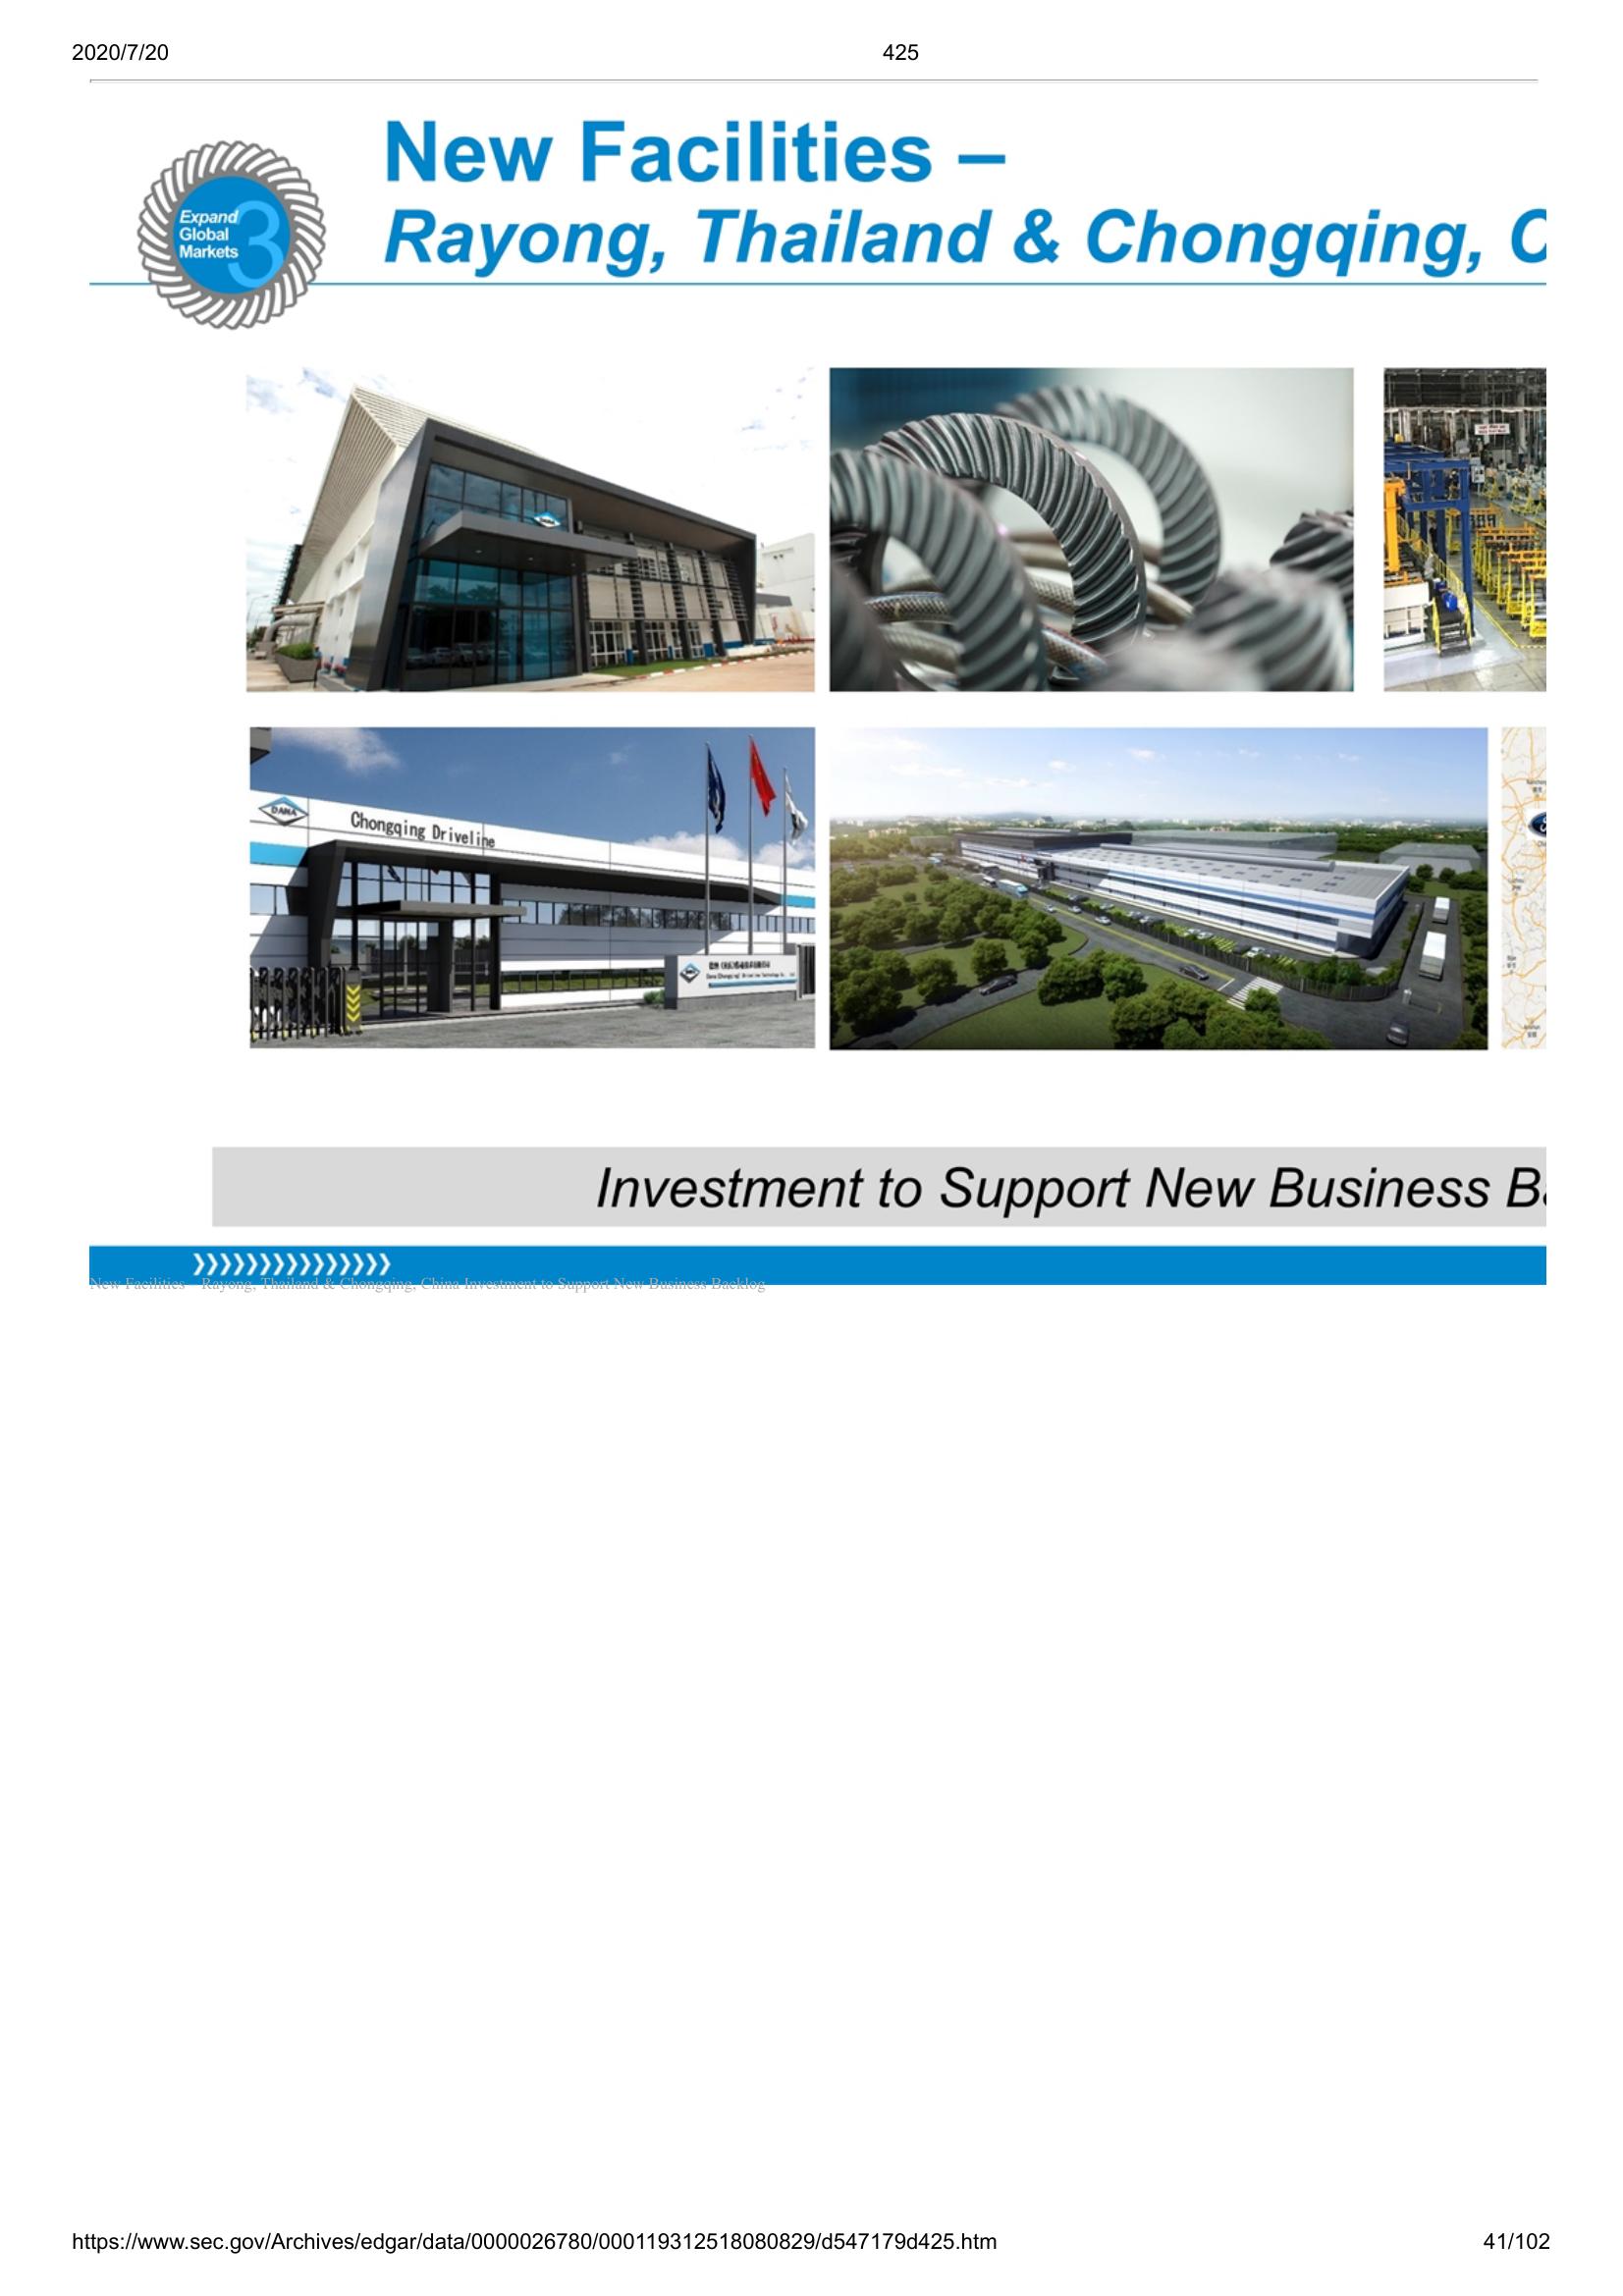 2020/7/20
425
New Facilities –
Rayong, Thailand & Chongqing, C
Expand
Global
Markets
3
DANA
Chongqing Driveline
Investment to Support New Business B
New Facilities – Rayong, Thailand & Chongqing, China Investment to Support New Business Backlog
https://www.sec.gov/Archives/edgar/data/0000026780/000119312518080829/d547179d425.htm
41/102